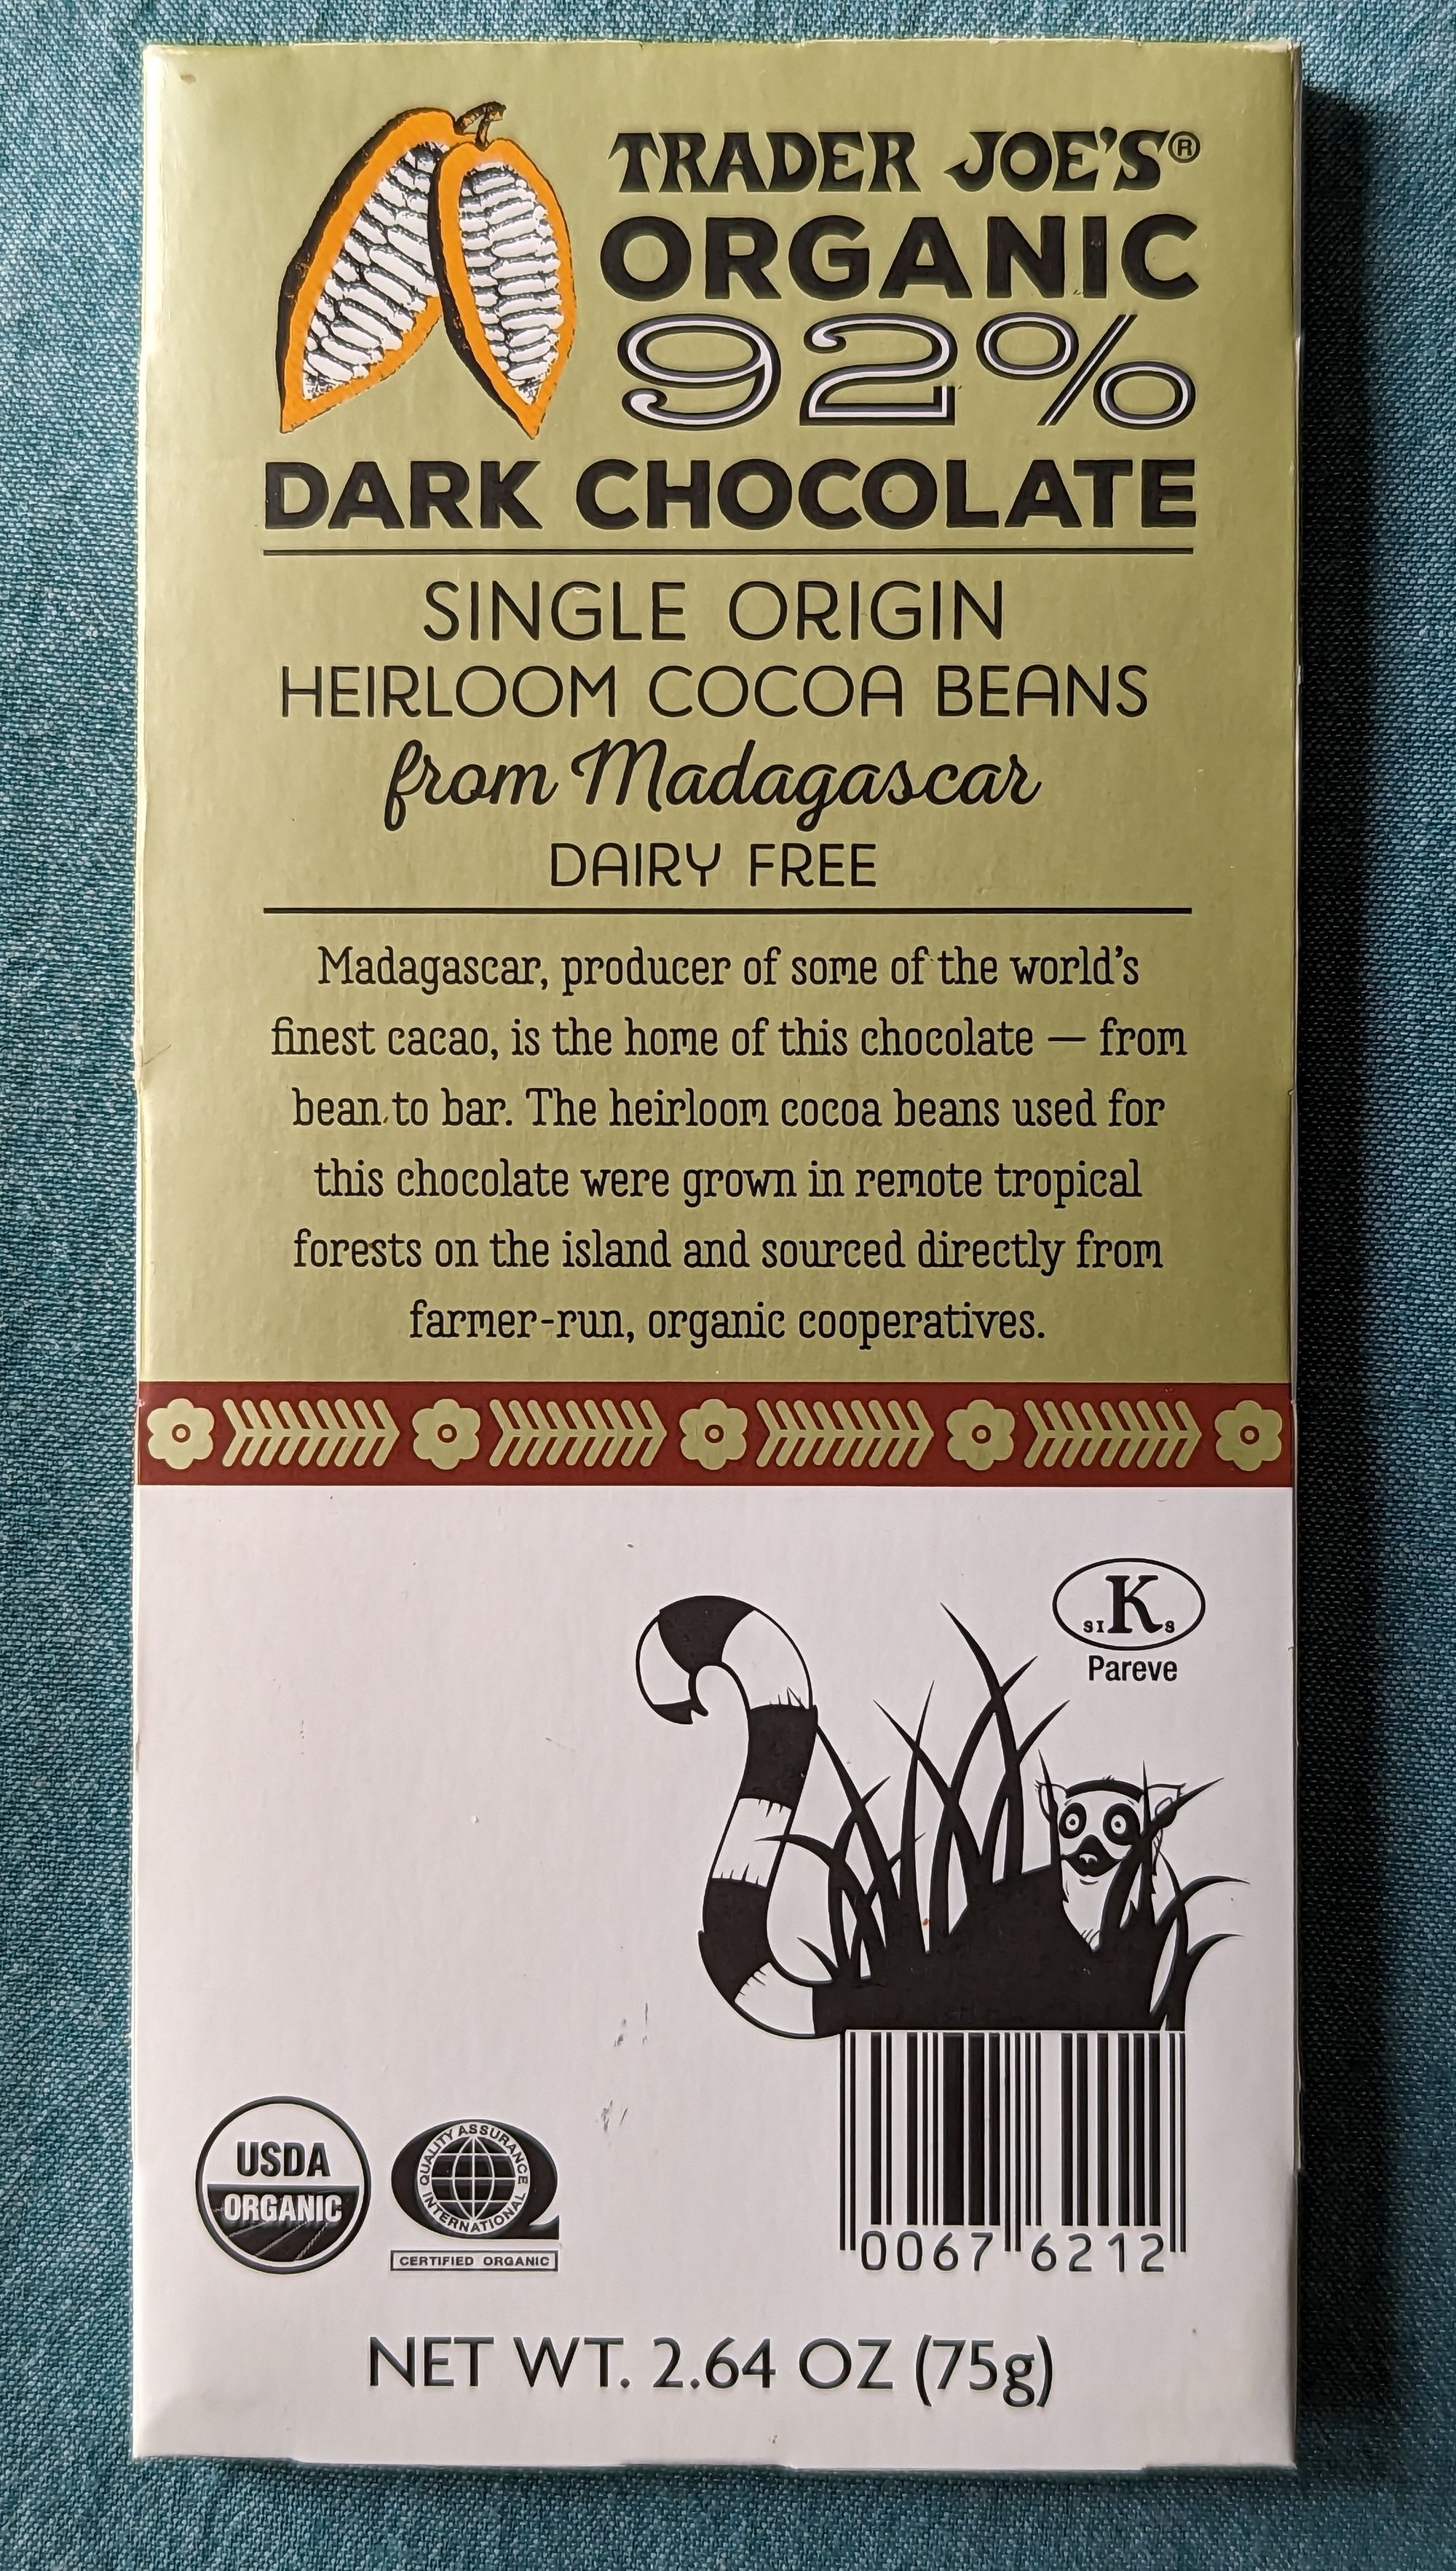 TRADER JOE'S®
ORGANIC
92%
DARK CHOCOLATE
SINGLE ORIGIN
HEIRLOOM COCOA BEANS
from Madagascar
DAIRY FREE
Madagascar, producer of some of the world's
finest cacao, is the home of this chocolate — from
bean to bar. The heirloom cocoa beans used for
this chocolate were grown in remote tropical
forests on the island and sourced directly from
farmer-run, organic cooperatives.
SI K S
Pareve
USDA
ORGANIC
QUALITY ASSURANCE
INTERNATIONAL
CERTIFIED ORGANIC
0067 6212
NET WT. 2.64 OZ (75g)